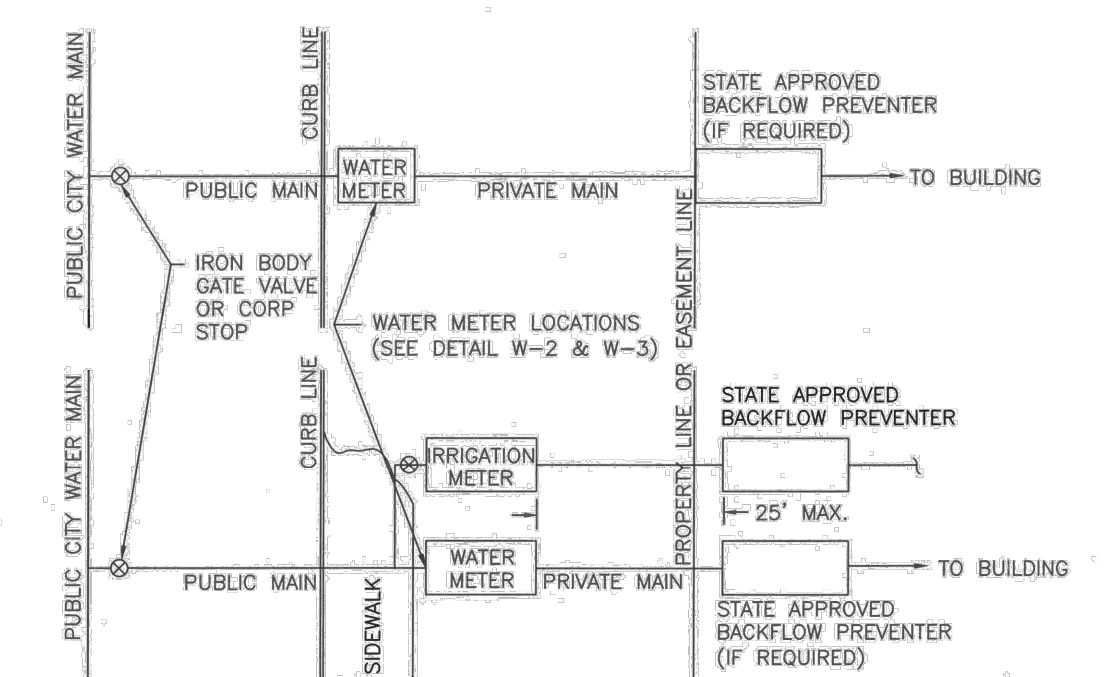 PUBLIC CITY WATER MAIN
CURB LINE
STATE APPROVED
BACKFLOW PREVENTER
(IF REQUIRED)
WATER
METER
PUBLIC MAIN
PRIVATE MAIN
TO BUILDING
IRON BODY
GATE VALVE
OR CORP
STOP
WATER METER LOCATIONS
(SEE DETAIL W-2 & W-3)
PROPERTY LINE OR EASEMENT LINE
PUBLIC CITY WATER MAIN
CURB LINE
STATE APPROVED
BACKFLOW PREVENTER
IRRIGATION
METER
25' MAX.
WATER
METER
PUBLIC MAIN
PRIVATE MAIN
TO BUILDING
SIDEWALK
STATE APPROVED
BACKFLOW PREVENTER
(IF REQUIRED)